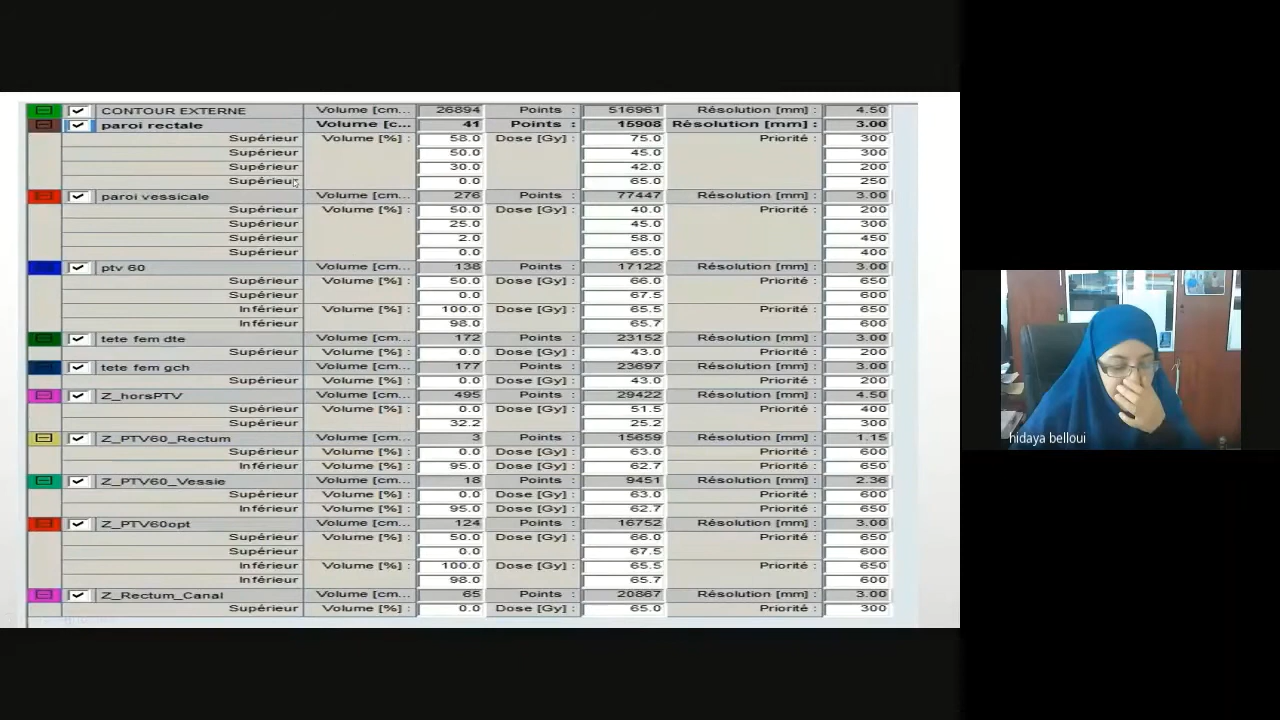 CONTOUR EXTERNE Volume [cm... 26894 Points : 516961 Résolution [mm] : 4.50
paroi rectale Volume [c... 41 Points : 15908 Résolution [mm] : 3.00
Supérieur Volume [%] : 58.0 Dose [Gy] : 75.0 Priorité : 300
Supérieur 50.0 45.0 300
Supérieur 30.0 42.0 200
Supérieur 0.0 65.0 250
paroi vessicale Volume [cm... 276 Points : 77447 Résolution [mm] : 3.00
Supérieur Volume [%] : 50.0 Dose [Gy] : 40.0 Priorité : 200
Supérieur 25.0 45.0 300
Supérieur 2.0 58.0 450
Supérieur 0.0 65.0 400
ptv 60 Volume [cm... 138 Points : 17122 Résolution [mm] : 3.00
Supérieur Volume [%] : 50.0 Dose [Gy] : 66.0 Priorité : 650
Supérieur 0.0 67.5 600
Inférieur Volume [%] : 100.0 Dose [Gy] : 65.5 Priorité : 650
Inférieur 98.0 65.7 600
tete fem dte Volume [cm... 172 Points : 23152 Résolution [mm] : 3.00
Supérieur Volume [%] : 0.0 Dose [Gy] : 43.0 Priorité : 200
tete fem gch Volume [cm... 177 Points : 23697 Résolution [mm] : 3.00
Supérieur Volume [%] : 0.0 Dose [Gy] : 43.0 Priorité : 200
Z_horsPTV Volume [cm... 495 Points : 29422 Résolution [mm] : 4.50
Supérieur Volume [%] : 0.0 Dose [Gy] : 51.5 Priorité : 400
Supérieur 32.2 25.2 300
Z_PTV60_Rectum Volume [cm... 3 Points : 15659 Résolution [mm] : 1.15
Supérieur Volume [%] : 0.0 Dose [Gy] : 63.0 Priorité : 600
Inférieur Volume [%] : 95.0 Dose [Gy] : 62.7 Priorité : 650
Z_PTV60_Vessie Volume [cm... 18 Points : 9451 Résolution [mm] : 2.36
Supérieur Volume [%] : 0.0 Dose [Gy] : 63.0 Priorité : 600
Inférieur Volume [%] : 95.0 Dose [Gy] : 62.7 Priorité : 650
Z_PTV60opt Volume [cm... 124 Points : 16752 Résolution [mm] : 3.00
Supérieur Volume [%] : 50.0 Dose [Gy] : 66.0 Priorité : 650
Supérieur 0.0 67.5 600
Inférieur Volume [%] : 100.0 Dose [Gy] : 65.5 Priorité : 650
Inférieur 98.0 65.7 600
Z_Rectum_Canal Volume [cm... 65 Points : 20867 Résolution [mm] : 3.00
Supérieur Volume [%] : 0.0 Dose [Gy] : 65.0 Priorité : 300
hidaya belloui